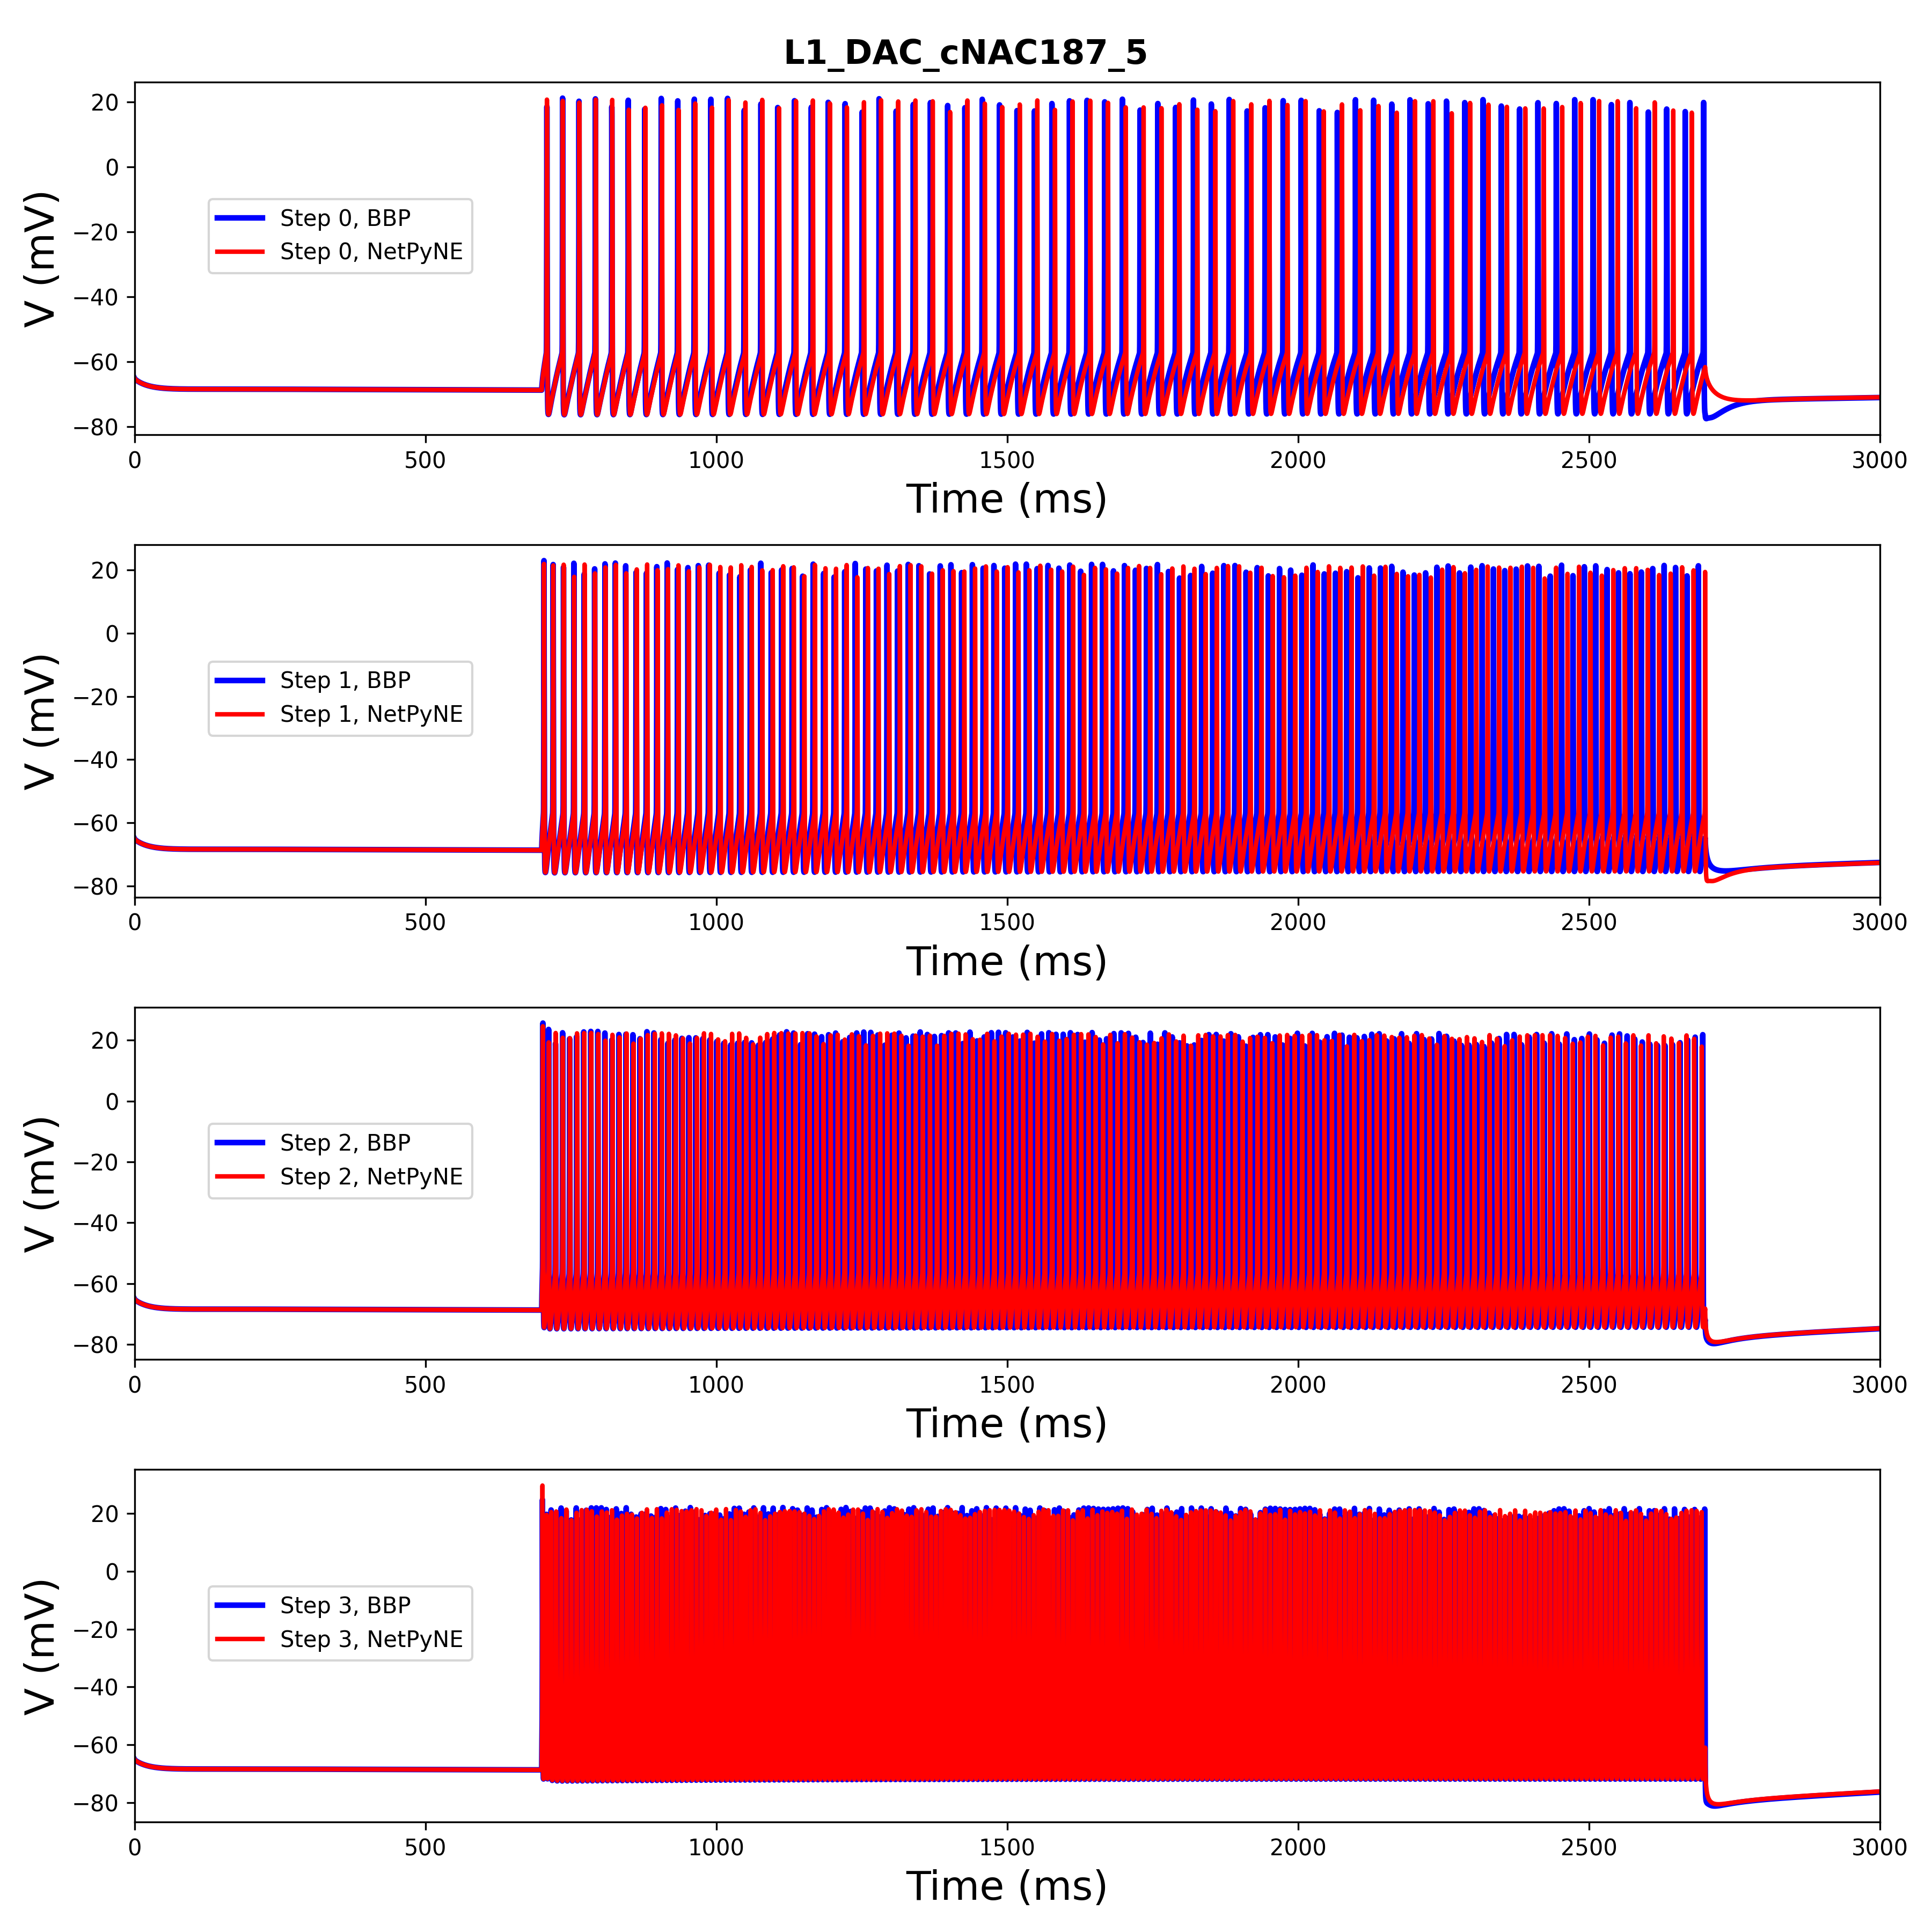 L1_DAC_cNAC187_5
20
0
−20
−40
−60
−80
V (mV)
Step 0, BBP
Step 0, NetPyNE
0 500 1000 1500 2000 2500 3000
Time (ms)
20
0
−20
−40
−60
−80
V (mV)
Step 1, BBP
Step 1, NetPyNE
0 500 1000 1500 2000 2500 3000
Time (ms)
20
0
−20
−40
−60
−80
V (mV)
Step 2, BBP
Step 2, NetPyNE
0 500 1000 1500 2000 2500 3000
Time (ms)
20
0
−20
−40
−60
−80
V (mV)
Step 3, BBP
Step 3, NetPyNE
0 500 1000 1500 2000 2500 3000
Time (ms)